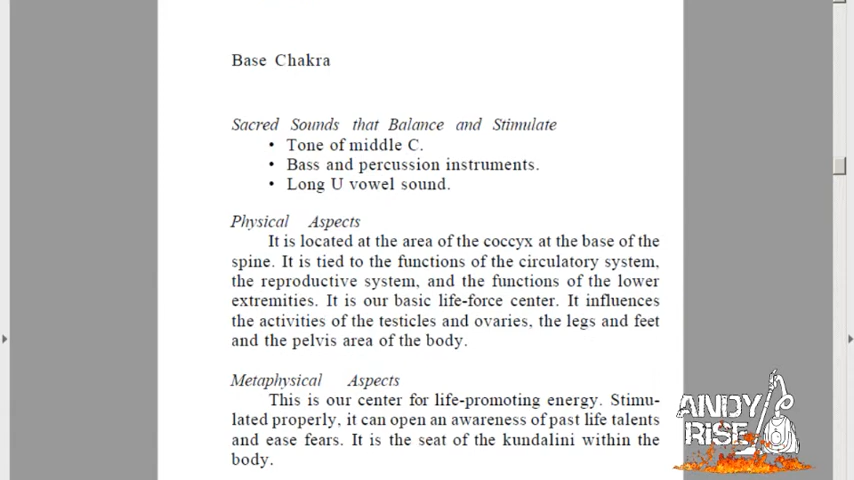 Base Chakra
Sacred Sounds that Balance and Stimulate
• Tone of middle C.
• Bass and percussion instruments.
• Long U vowel sound.
Physical Aspects
It is located at the area of the coccyx at the base of the
spine. It is tied to the functions of the circulatory system,
the reproductive system, and the functions of the lower
extremities. It is our basic life-force center. It influences
the activities of the testicles and ovaries, the legs and feet
and the pelvis area of the body.
Metaphysical Aspects
This is our center for life-promoting energy. Stimu-
lated properly, it can open an awareness of past life talents
and ease fears. It is the seat of the kundalini within the
body.
ANDY
RISE